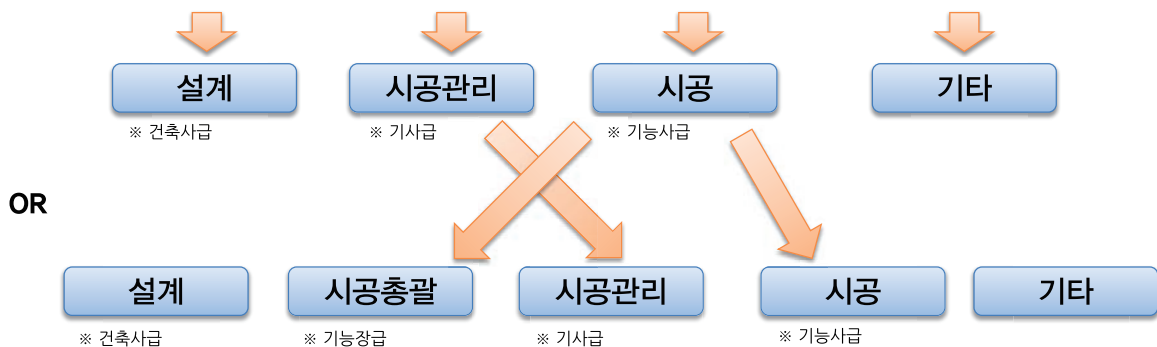 설계 시공관리 시공 기타
※ 건축사급 ※ 기사급 ※ 기능사급
OR
설계 시공총괄 시공관리 시공 기타
※ 건축사급 ※ 기능장급 ※ 기사급 ※ 기능사급